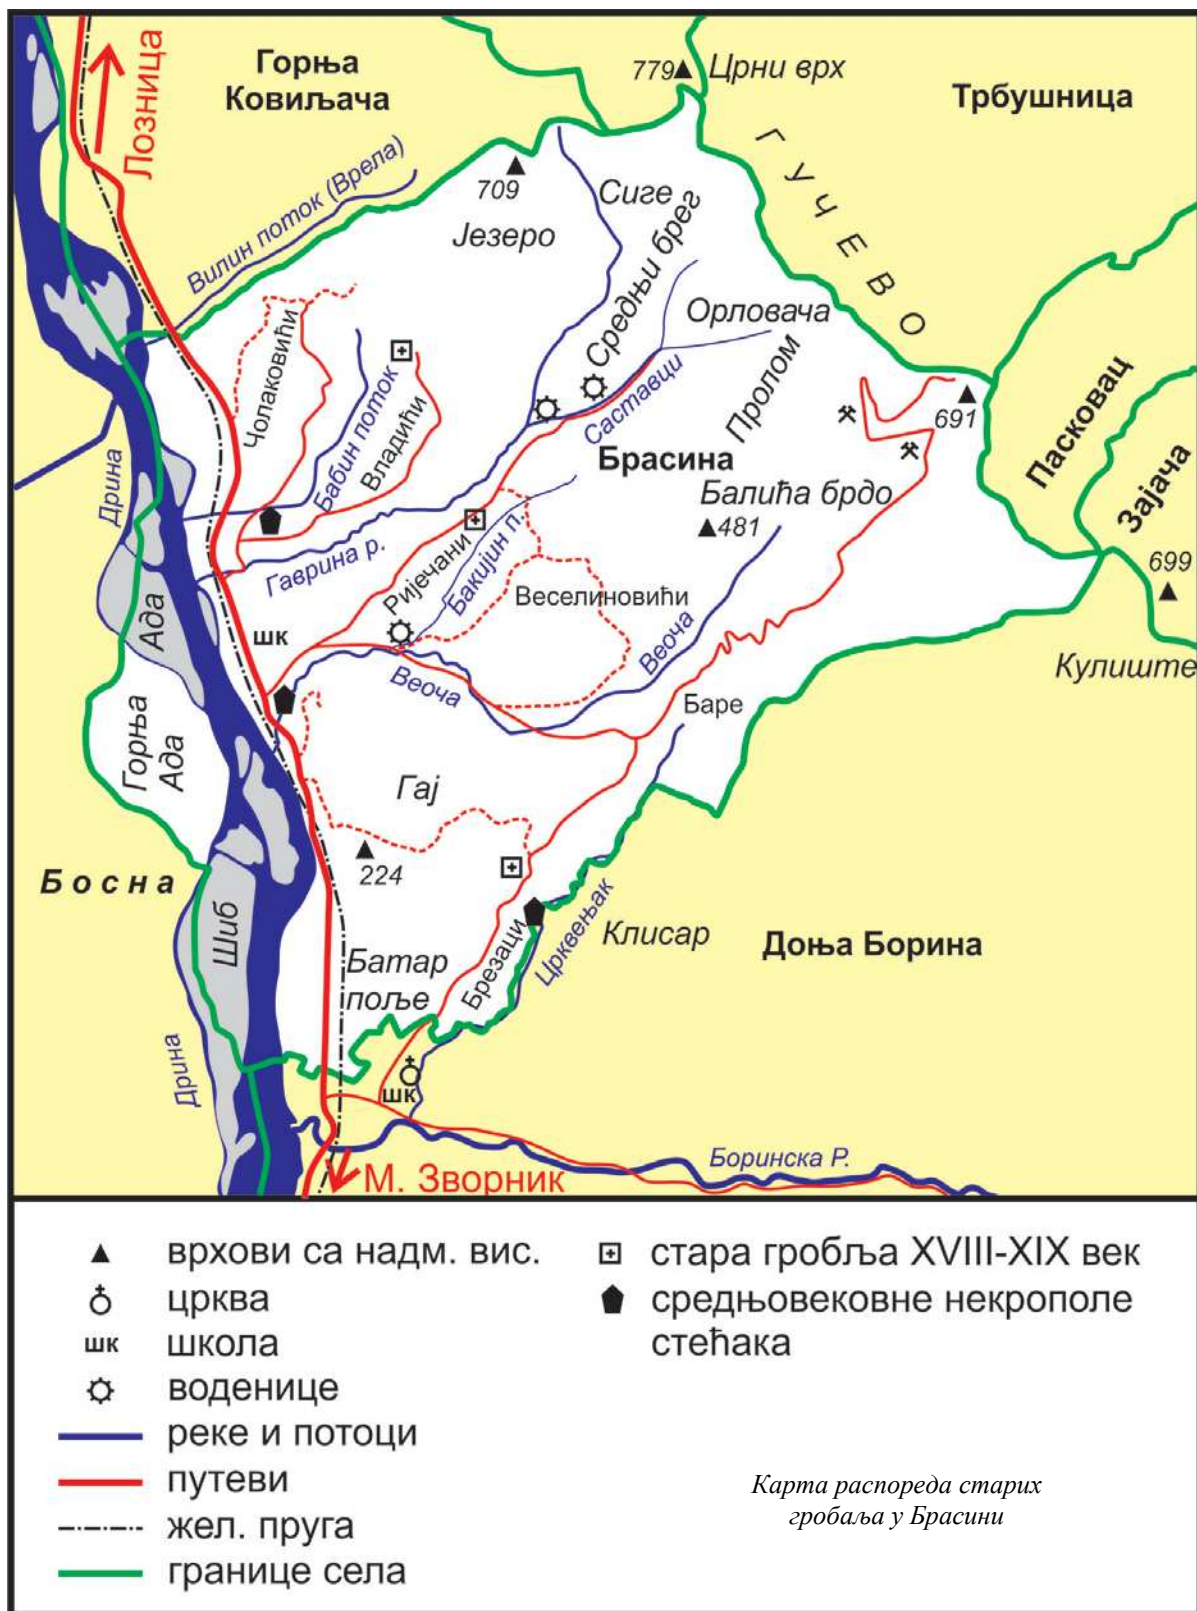 Лозница
Горња
Ковиљача
779
Црни врх
Трбушница
ГУЧЕВО
709
Језеро
Сиге
Средњи брег
Вилин поток (Врела)
Орловача
Пролом
Чолаковићи
Бабин поток
Владићи
Саставци
Брасина
691
Пасковац
Зајача
Балића брдо
481
699
Дрина
Гаврина р.
Ријечани
Бакијин п.
Веселиновићи
Веоча
Кулиште
Ада
шк
Веоча
Баре
Горња
Ада
Гај
224
Босна
Шиб
Батар
поље
Брезаци
Црквењак
Клисар
Доња Борина
Дрина
шк
Боринска Р.
М. Зворник
врхови са надм. вис.
црква
шк школа
воденице
реке и потоци
путеви
жел. пруга
границе села
стара гробља XVIII-XIX век
средњовековне некрополе
стећака
Карта распореда старих
гробаља у Брасини